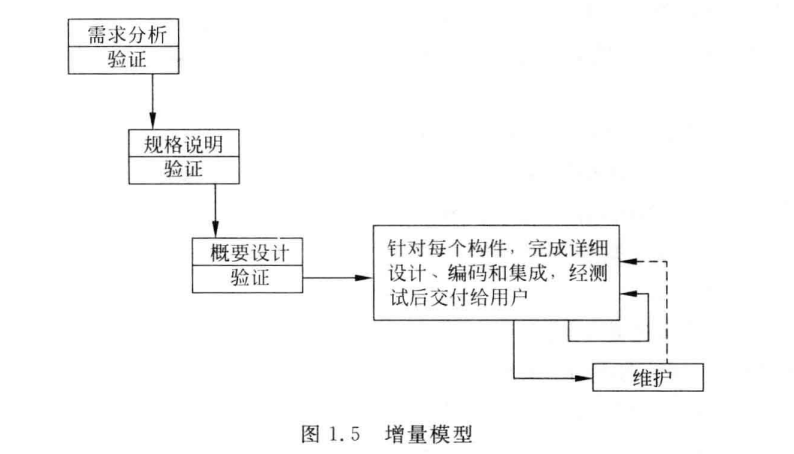 需求分析
验证
规格说明
验证
概要设计
验证
针对每个构件，完成详细
设计、编码和集成，经测
试后交付给用户
维护
图 1.5 增量模型